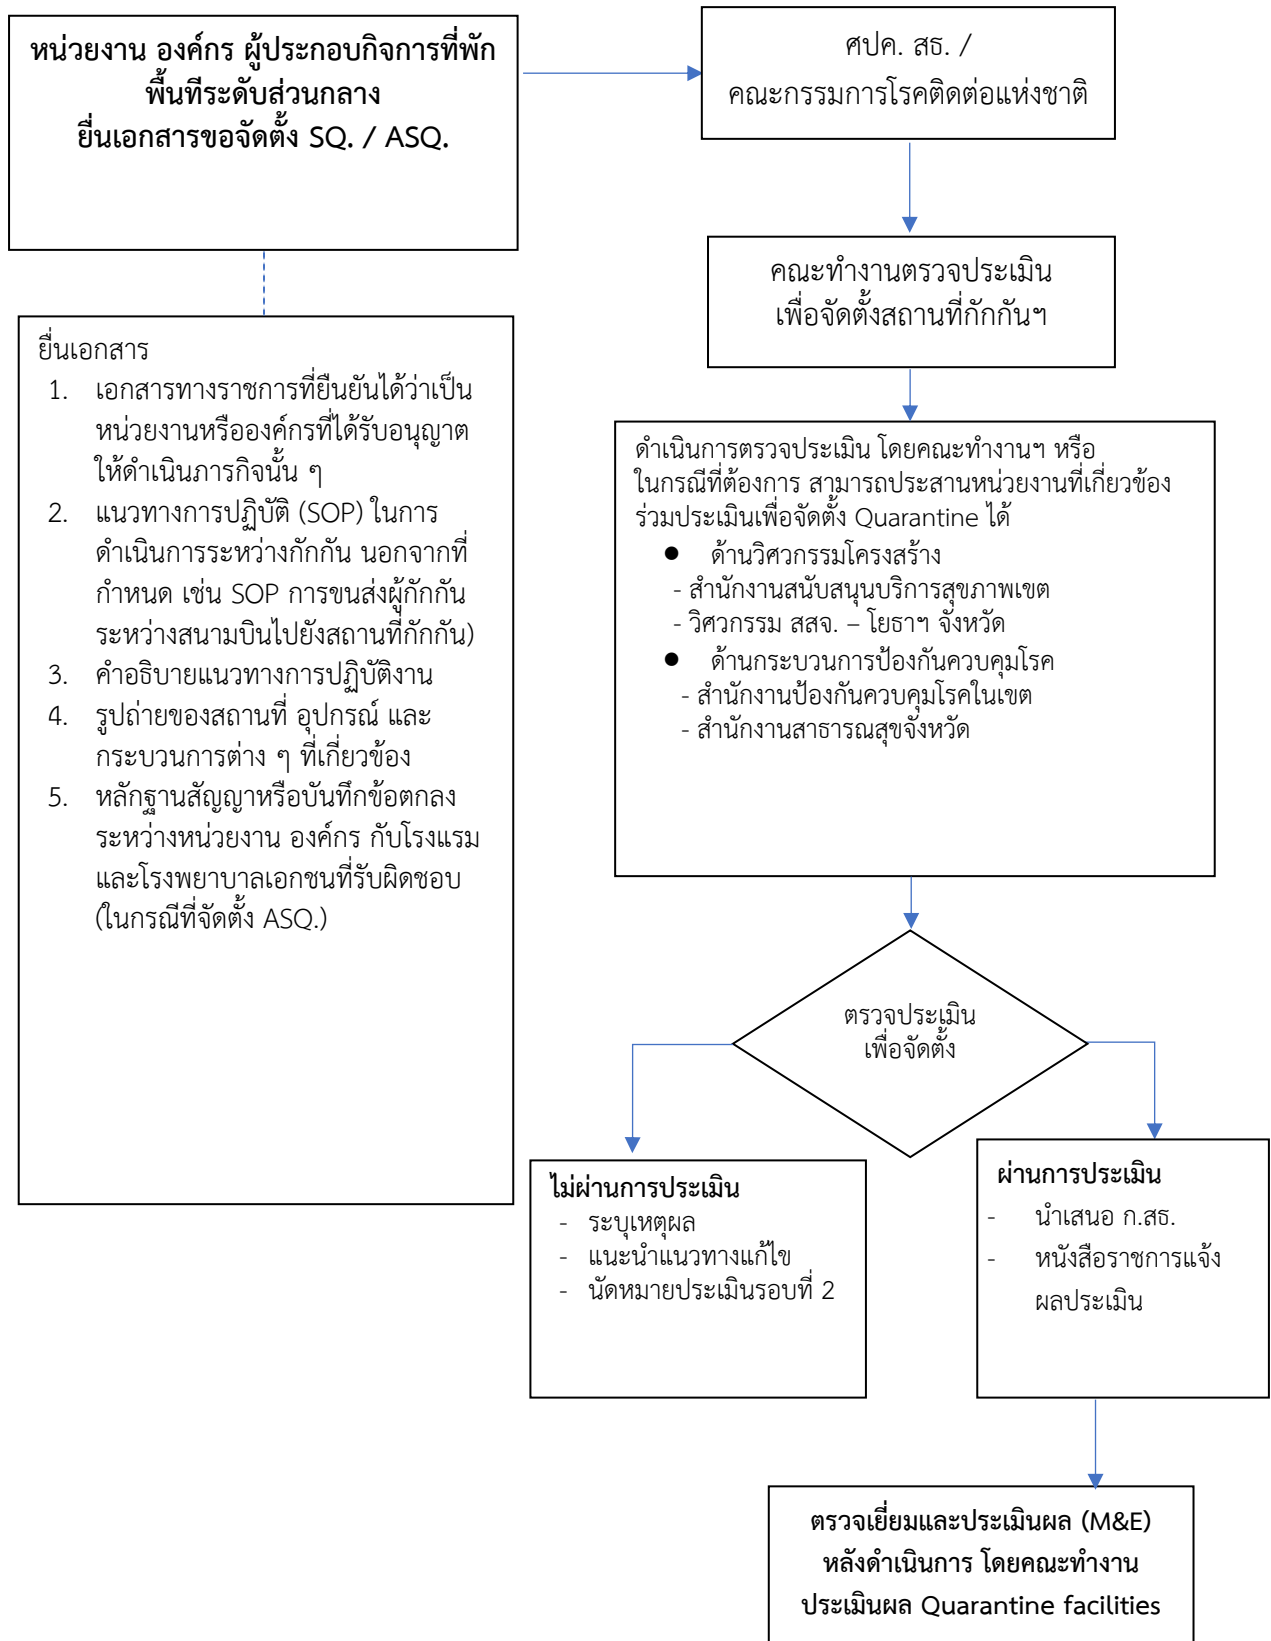 หน่วยงาน องค์กร ผู้ประกอบกิจการที่พัก
พื้นที่ระดับส่วนกลาง
ยื่นเอกสารขอจัดตั้ง SQ. / ASQ.
ศปค. สธ. /
คณะกรรมการโรคติดต่อแห่งชาติ
คณะทำงานตรวจประเมิน
เพื่อจัดตั้งสถานที่กักกันฯ
ยื่นเอกสาร
1. เอกสารทางราชการที่ยืนยันได้ว่าเป็น
หน่วยงานหรือองค์กรที่ได้รับอนุญาต
ให้ดำเนินภารกิจนั้น ๆ
2. แนวทางการปฏิบัติ (SOP) ในการ
ดำเนินการระหว่างกักกัน นอกจากที่
กำหนด เช่น SOP การขนส่งผู้กักกัน
ระหว่างสนามบินไปยังสถานที่กักกัน)
3. คำอธิบายแนวทางการปฏิบัติงาน
4. รูปถ่ายของสถานที่ อุปกรณ์ และ
กระบวนการต่าง ๆ ที่เกี่ยวข้อง
5. หลักฐานสัญญาหรือบันทึกข้อตกลง
ระหว่างหน่วยงาน องค์กร กับโรงแรม
และโรงพยาบาลเอกชนที่รับผิดชอบ
(ในกรณีที่จัดตั้ง ASQ.)
ดำเนินการตรวจประเมิน โดยคณะทำงานฯ หรือ
ในกรณีที่ต้องการ สามารถประสานหน่วยงานที่เกี่ยวข้อง
ร่วมประเมินเพื่อจัดตั้ง Quarantine ได้
● ด้านวิศวกรรมโครงสร้าง
- สำนักงานสนับสนุนบริการสุขภาพเขต
- วิศวกรรม สสจ. – โยธาฯ จังหวัด
● ด้านกระบวนการป้องกันควบคุมโรค
- สำนักงานป้องกันควบคุมโรคในเขต
- สำนักงานสาธารณสุขจังหวัด
ตรวจประเมิน
เพื่อจัดตั้ง
ไม่ผ่านการประเมิน
- ระบุเหตุผล
- แนะนำแนวทางแก้ไข
- นัดหมายประเมินรอบที่ 2
ผ่านการประเมิน
- นำเสนอ ก.สธ.
- หนังสือราชการแจ้ง
ผลประเมิน
ตรวจเยี่ยมและประเมินผล (M&E)
หลังดำเนินการ โดยคณะทำงาน
ประเมินผล Quarantine facilities